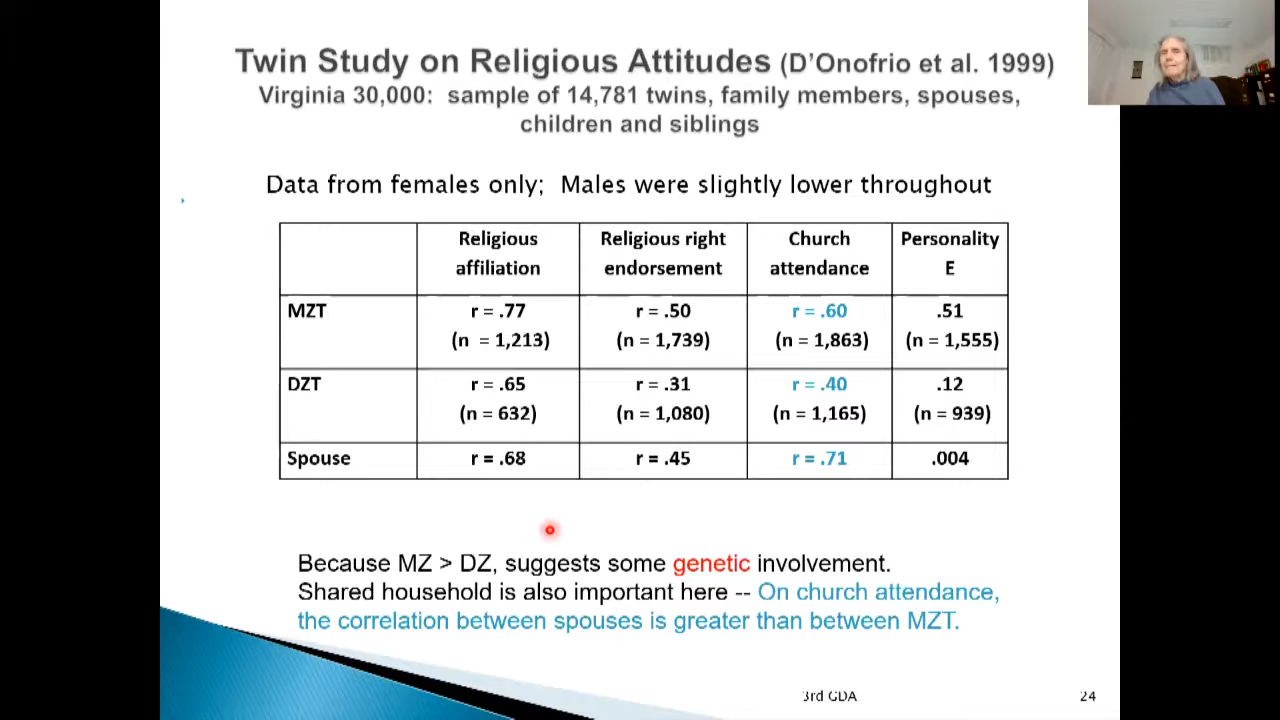 Twin Study on Religious Attitudes (D'Onofrio et al. 1999)
Virginia 30,000: sample of 14,781 twins, family members, spouses,
children and siblings
Data from females only; Males were slightly lower throughout
Religious affiliation
Religious right endorsement
Church attendance
Personality E
MZT
r = .77
(n = 1,213)
r = .50
(n = 1,739)
r = .60
(n = 1,863)
.51
(n = 1,555)
DZT
r = .65
(n = 632)
r = .31
(n = 1,080)
r = .40
(n = 1,165)
.12
(n = 939)
Spouse
r = .68
r = .45
r = .71
.004
Because MZ > DZ, suggests some genetic involvement.
Shared household is also important here -- On church attendance,
the correlation between spouses is greater than between MZT.
3rd GDA
24